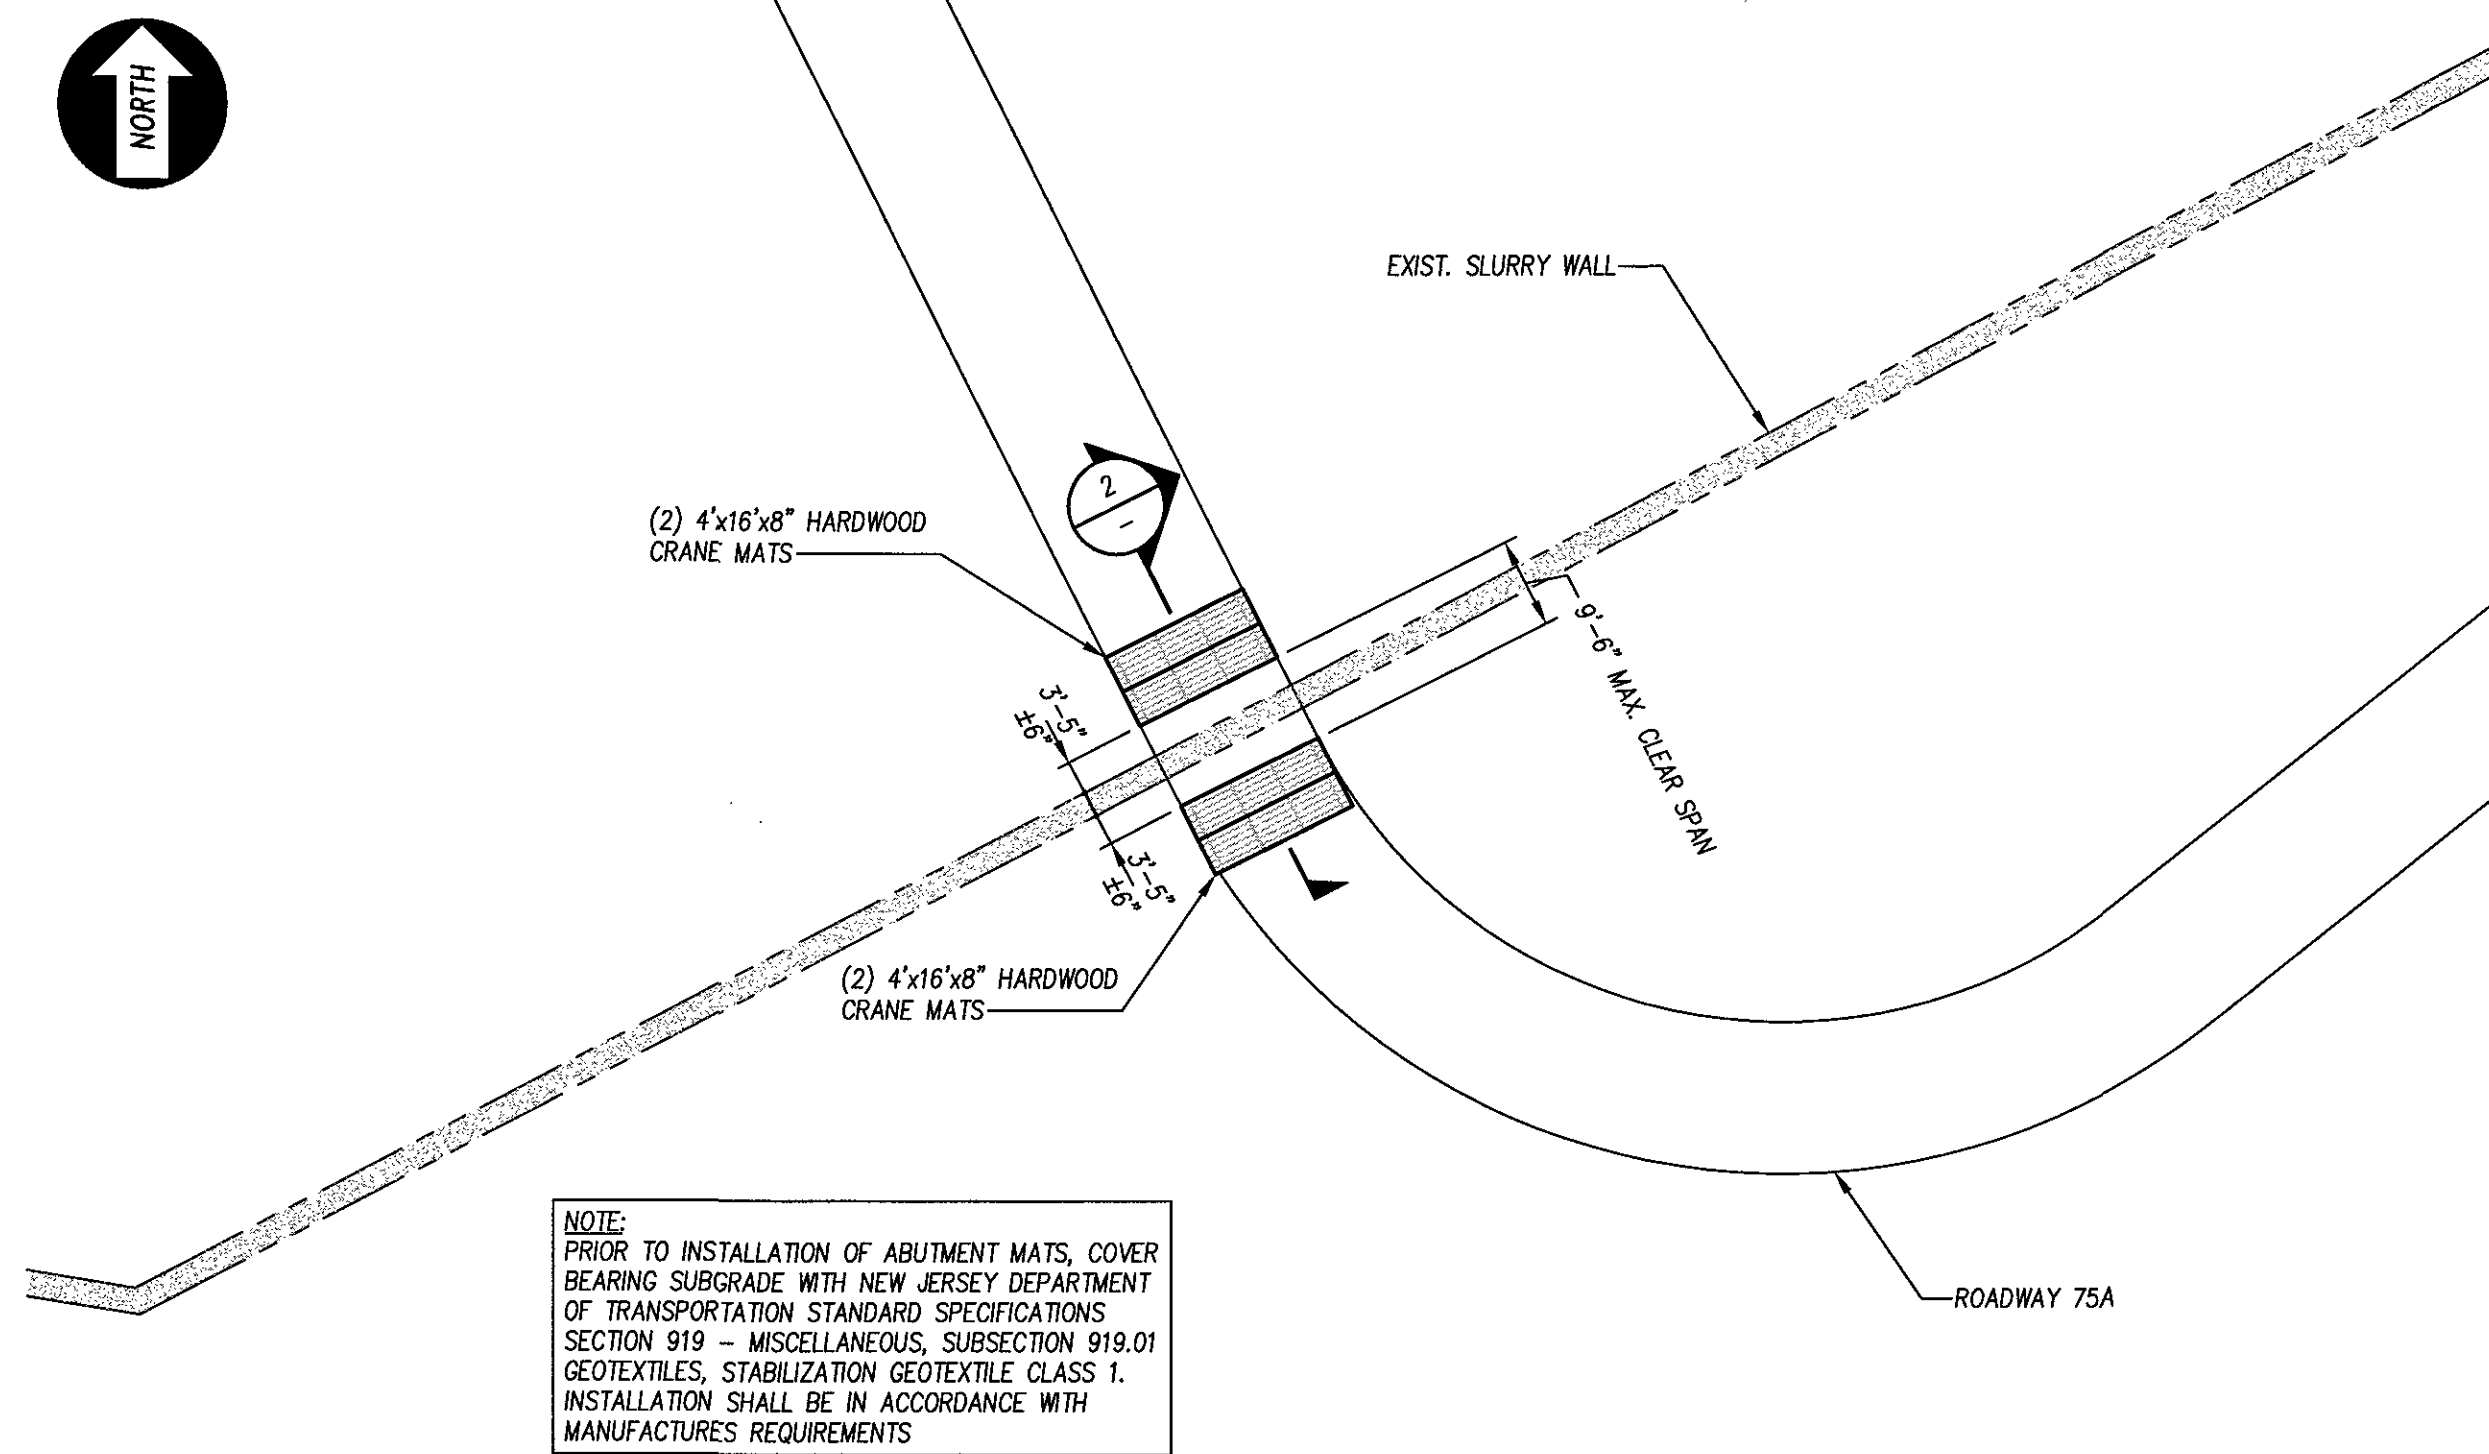 NORTH
EXIST. SLURRY WALL
2
-
(2) 4'x16'x8" HARDWOOD
CRANE MATS
9'-6" MAX. CLEAR SPAN
3'-5"
±6"
3'-5"
±6"
(2) 4'x16'x8" HARDWOOD
CRANE MATS
NOTE:
PRIOR TO INSTALLATION OF ABUTMENT MATS, COVER
BEARING SUBGRADE WITH NEW JERSEY DEPARTMENT
OF TRANSPORTATION STANDARD SPECIFICATIONS
SECTION 919 – MISCELLANEOUS, SUBSECTION 919.01
GEOTEXTILES, STABILIZATION GEOTEXTILE CLASS 1.
INSTALLATION SHALL BE IN ACCORDANCE WITH
MANUFACTURES REQUIREMENTS
ROADWAY 75A